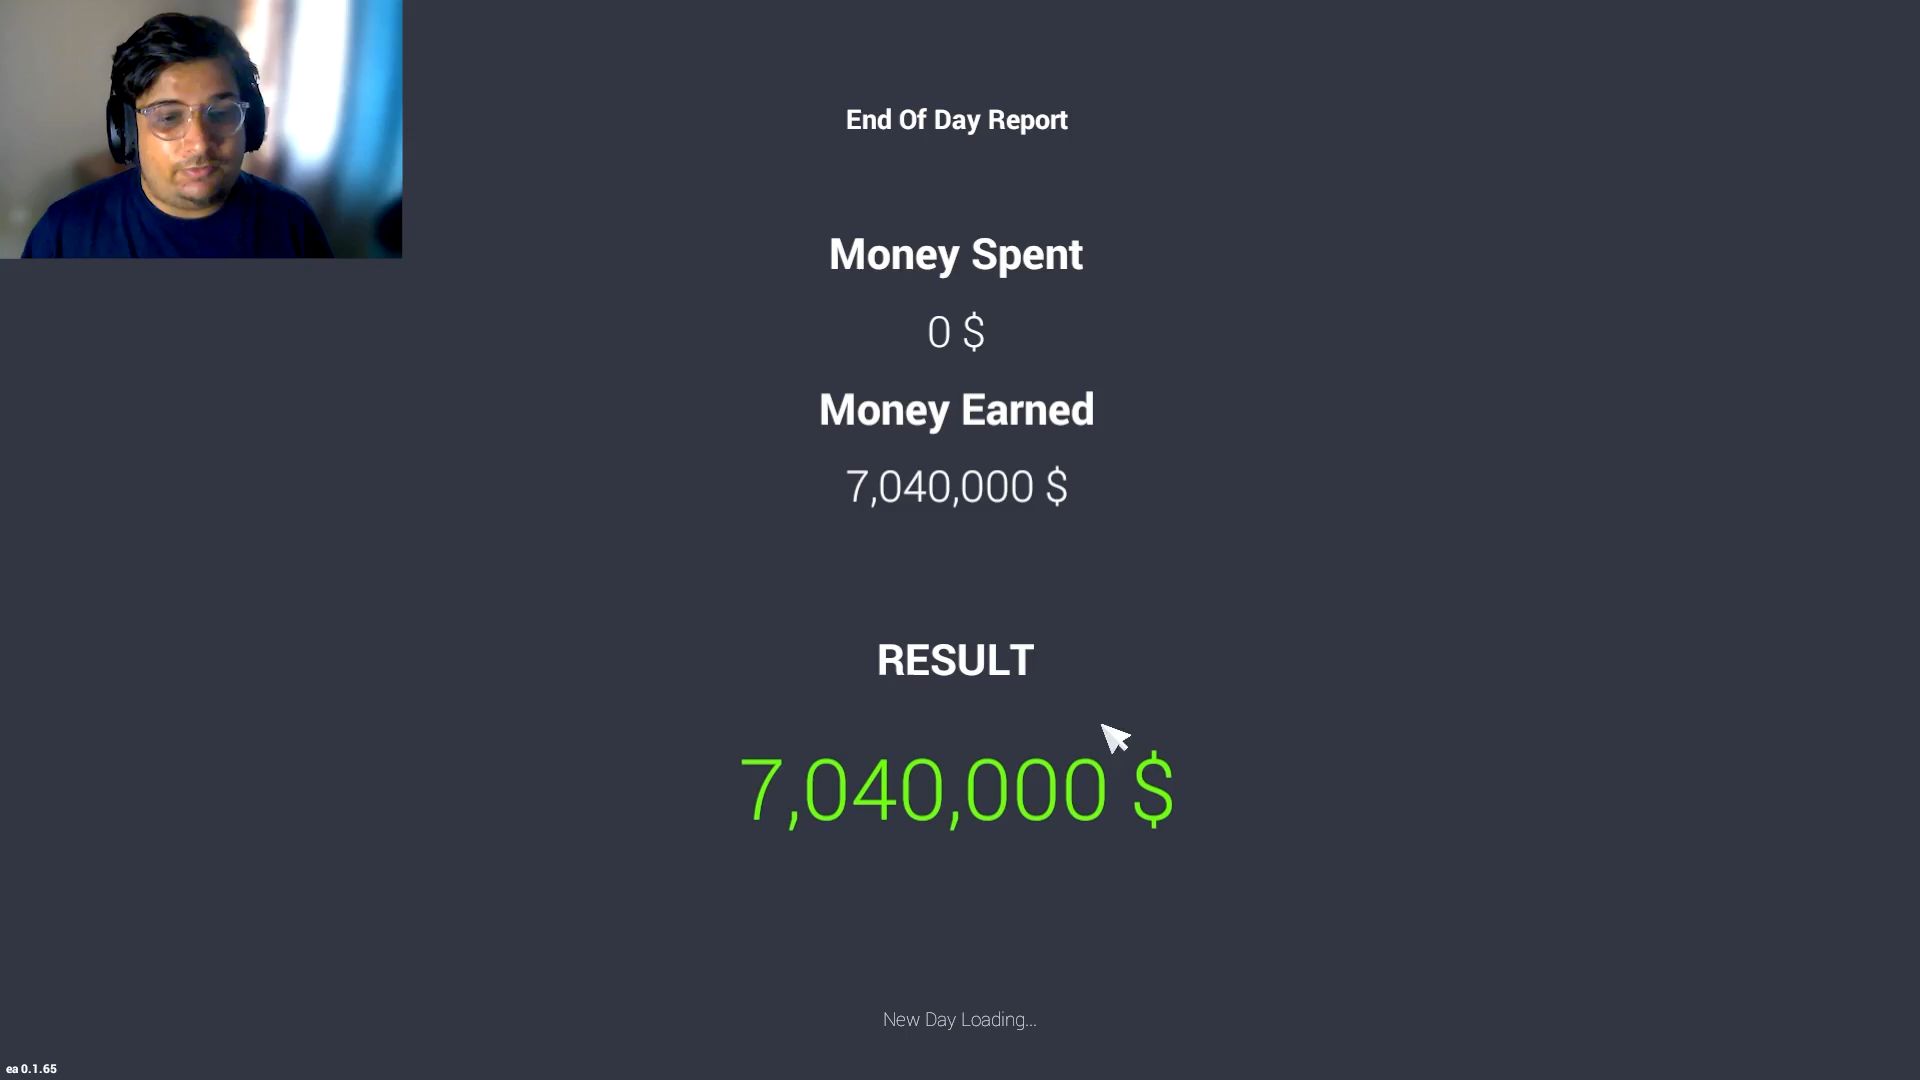 End Of Day Report
Money Spent
0 $
Money Earned
7,040,000 $
RESULT
7,040,000 $
New Day Loading...
ea 0.1.65